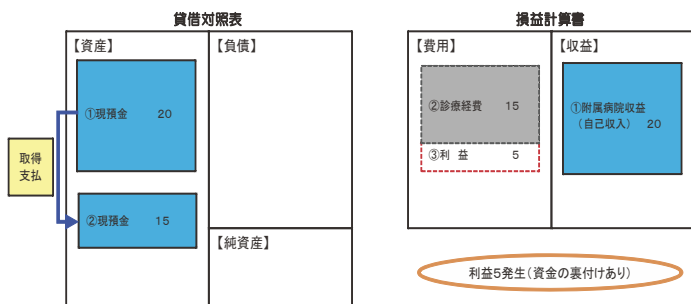 貸借対照表
損益計算書
【資産】
【負債】
【費用】
【収益】
①現預金 20
取得
支払
②現預金 15
【純資産】
②診療経費 15
③利 益 5
①附属病院収益
（自己収入） 20
利益5発生（資金の裏付けあり）